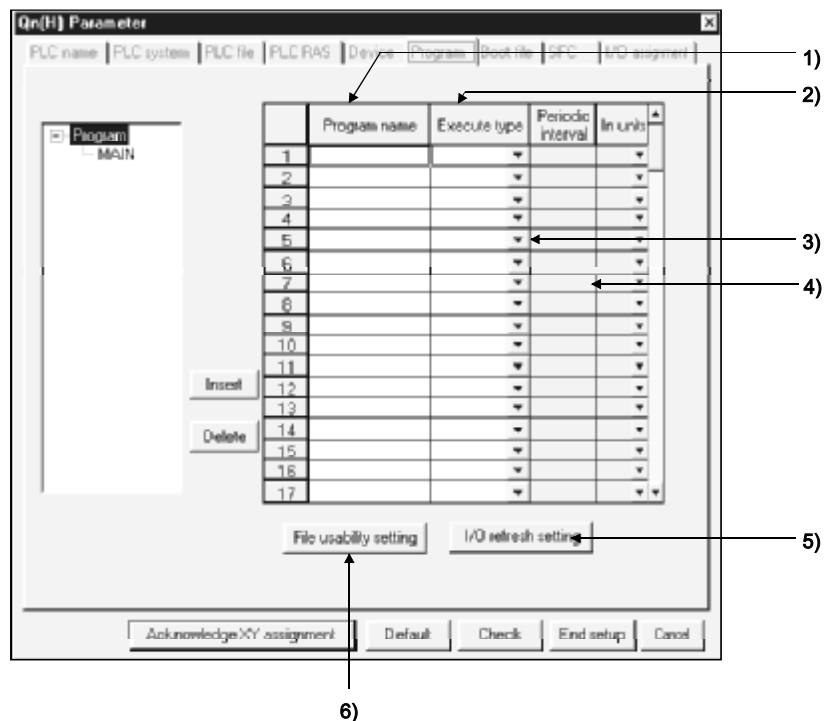 Qn(H) Parameter
PLC name PLC system PLC file PLC RAS Device Program Boot file SFC I/O assignment
1)
2)
Program
MAIN
Program name Execute type Periodic interval In units
1
2
3
4
5
3)
6
7
4)
8
9
10
11
Insert
12
13
Delete
14
15
16
17
File usability setting I/O refresh setting
5)
Acknowledge XY assignment Default Check End setup Cancel
6)